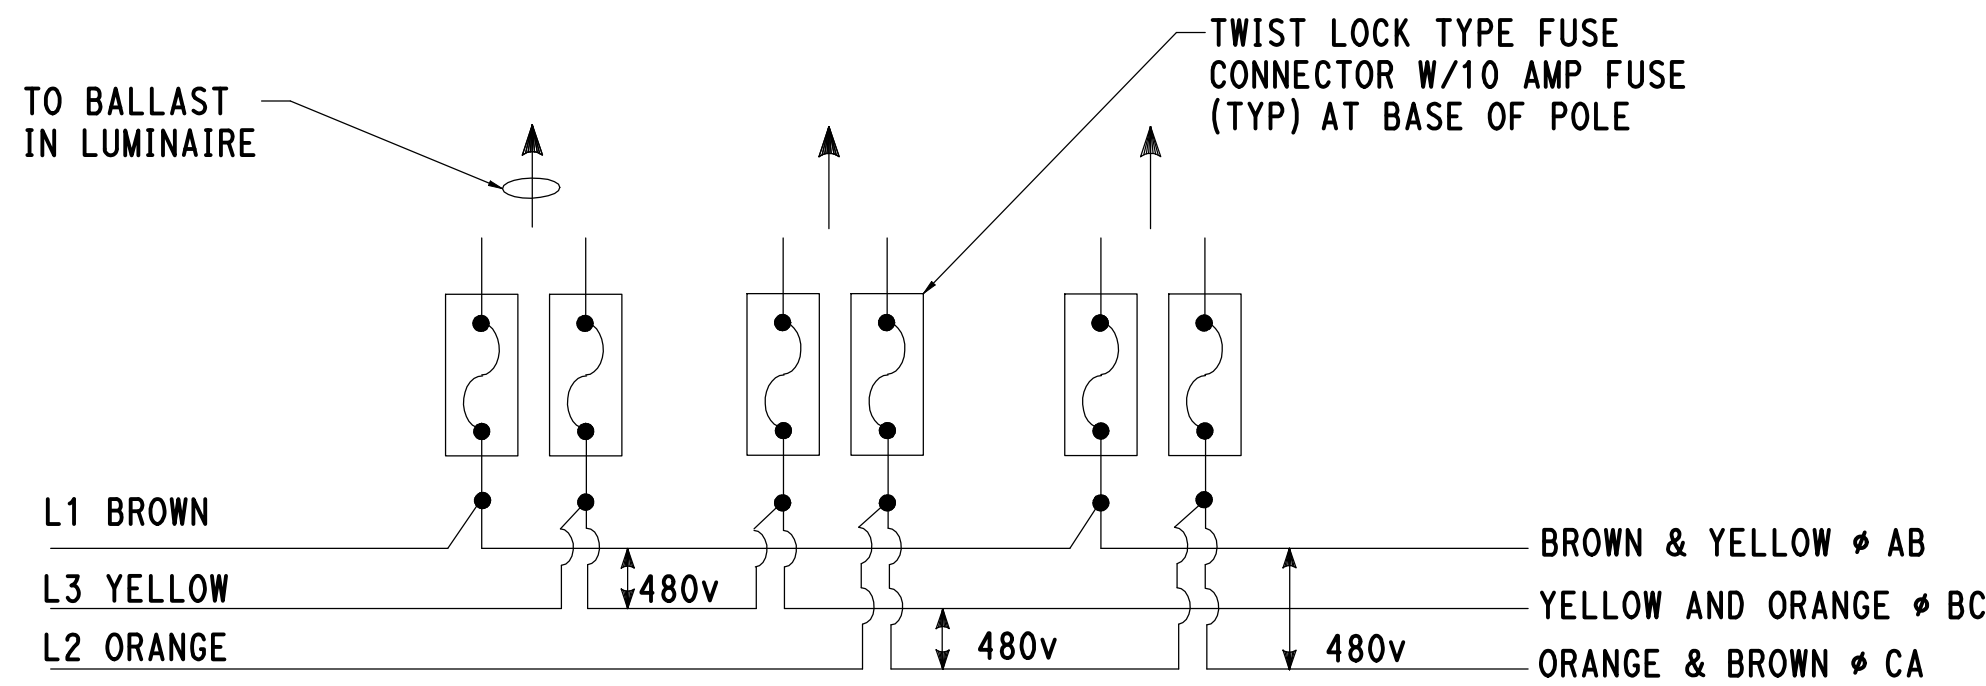 TWIST LOCK TYPE FUSE
CONNECTOR W/10 AMP FUSE
(TYP) AT BASE OF POLE
TO BALLAST
IN LUMINAIRE
L1 BROWN
BROWN & YELLOW ø AB
L3 YELLOW
480v
YELLOW AND ORANGE ø BC
L2 ORANGE
480v
480v
ORANGE & BROWN ø CA